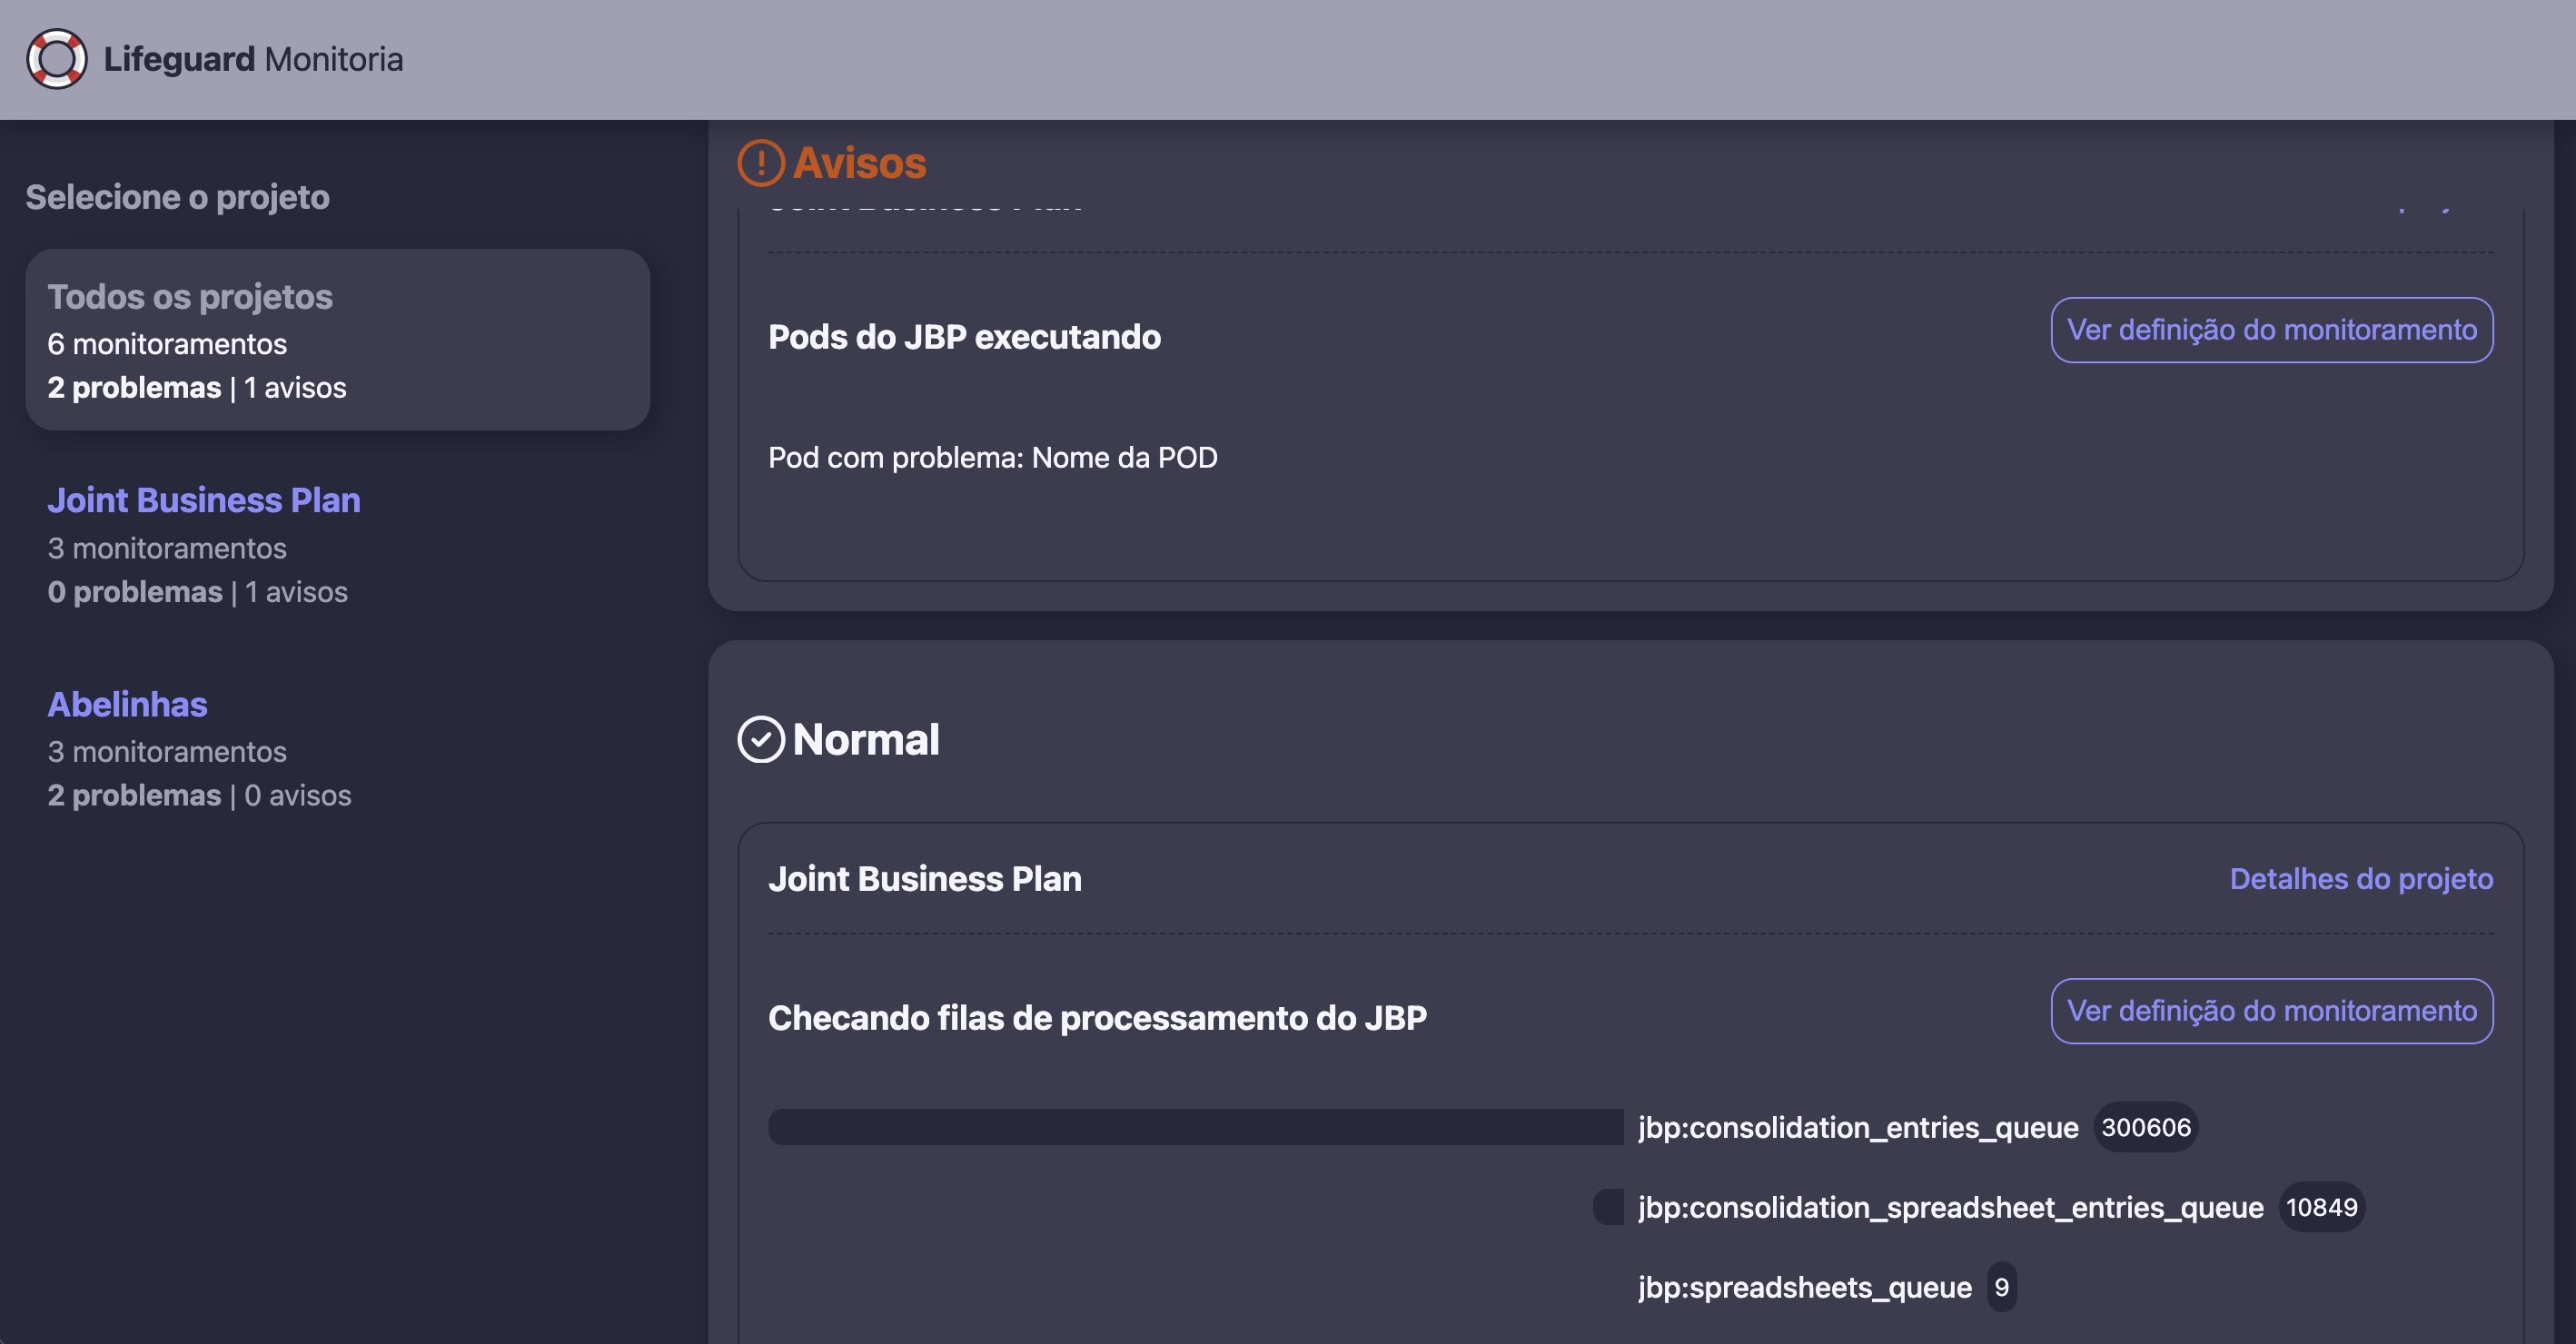 Lifeguard Monitoria
Selecione o projeto
Todos os projetos
6 monitoramentos
2 problemas | 1 avisos
Joint Business Plan
3 monitoramentos
0 problemas | 1 avisos
Abelinhas
3 monitoramentos
2 problemas | 0 avisos
Avisos
Pods do JBP executando
Ver definição do monitoramento
Pod com problema: Nome da POD
Normal
Joint Business Plan
Detalhes do projeto
Checando filas de processamento do JBP
Ver definição do monitoramento
jbp:consolidation_entries_queue 300606
jbp:consolidation_spreadsheet_entries_queue 10849
jbp:spreadsheets_queue 9